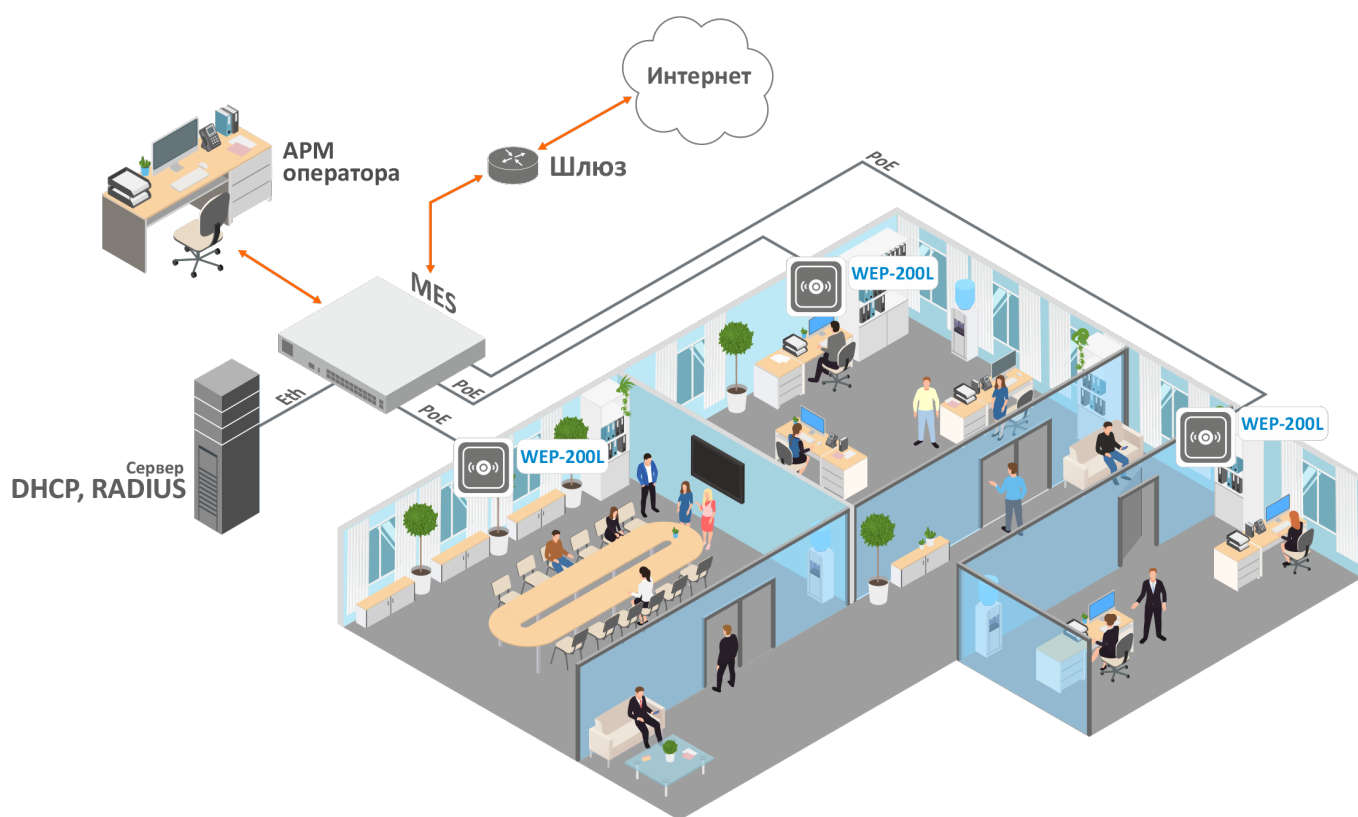 Интернет
PoE
АРМ
оператора
Шлюз
WEP-200L
MES
PoE
Eth
PoE
WEP-200L
WEP-200L
Сервер
DHCP, RADIUS